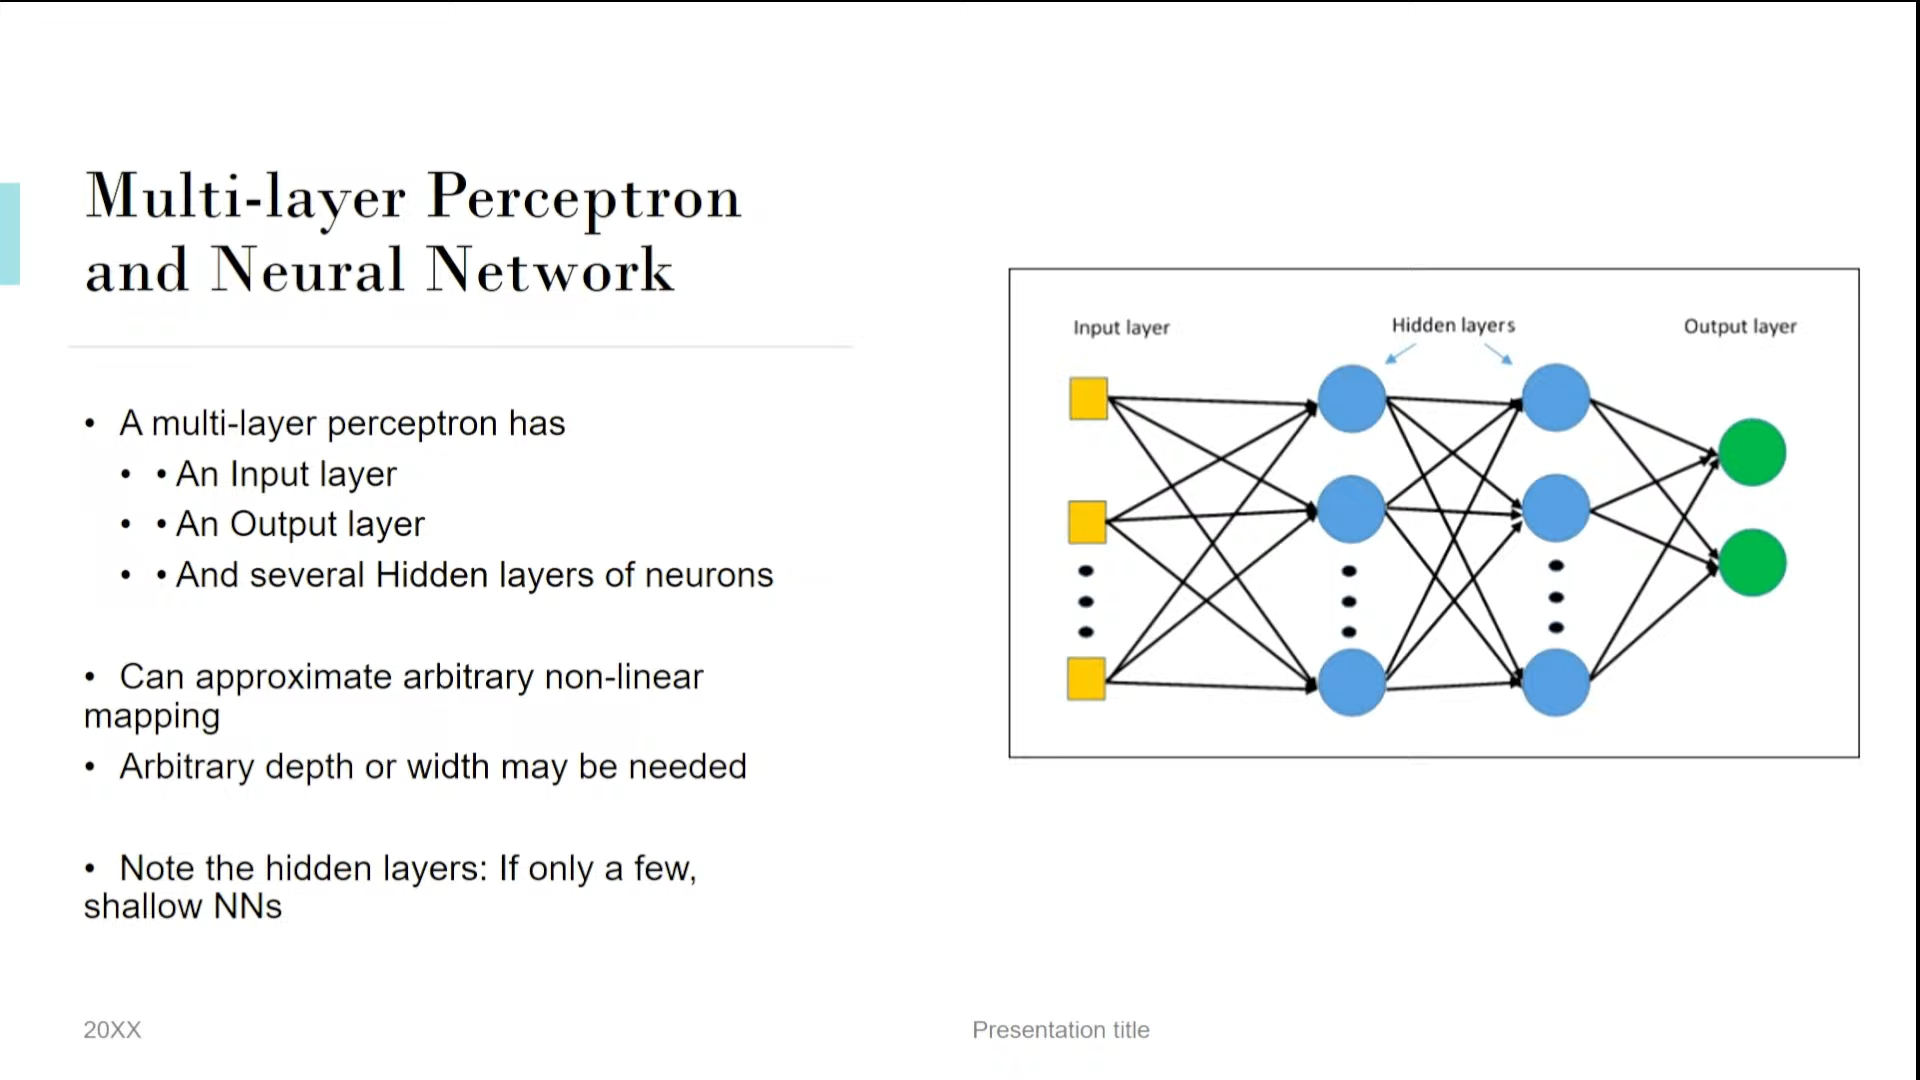 Multi-layer Perceptron
and Neural Network
• A multi-layer perceptron has
• • An Input layer
• • An Output layer
• • And several Hidden layers of neurons
• Can approximate arbitrary non-linear
mapping
• Arbitrary depth or width may be needed
• Note the hidden layers: If only a few,
shallow NNs
Input layer
Hidden layers
Output layer
20XX
Presentation title